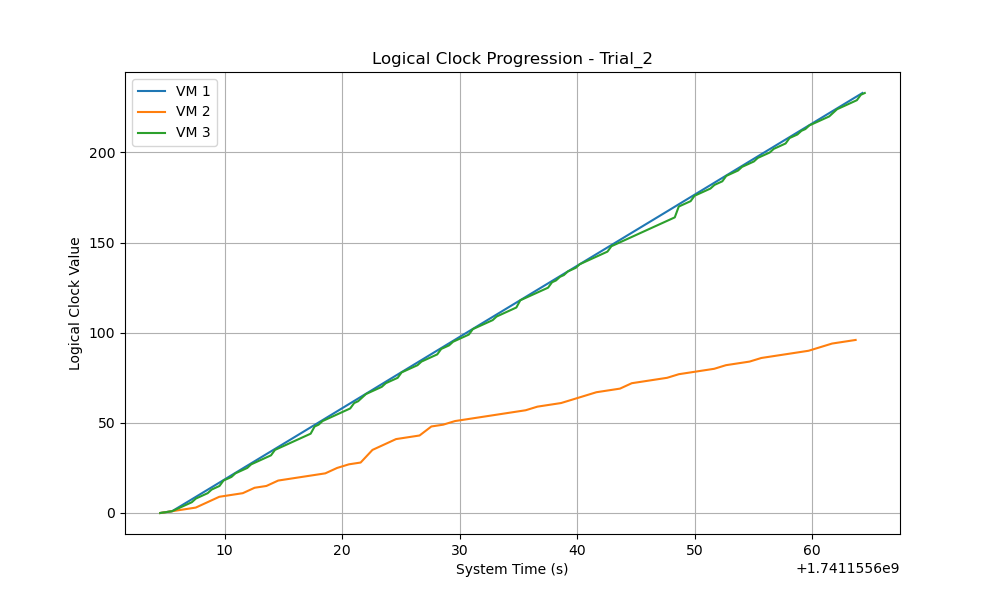 Logical Clock Progression - Trial_2
VM 1
VM 2
VM 3
Logical Clock Value
200
150
100
50
0
10 20 30 40 50 60
System Time (s)
+1.7411556e9